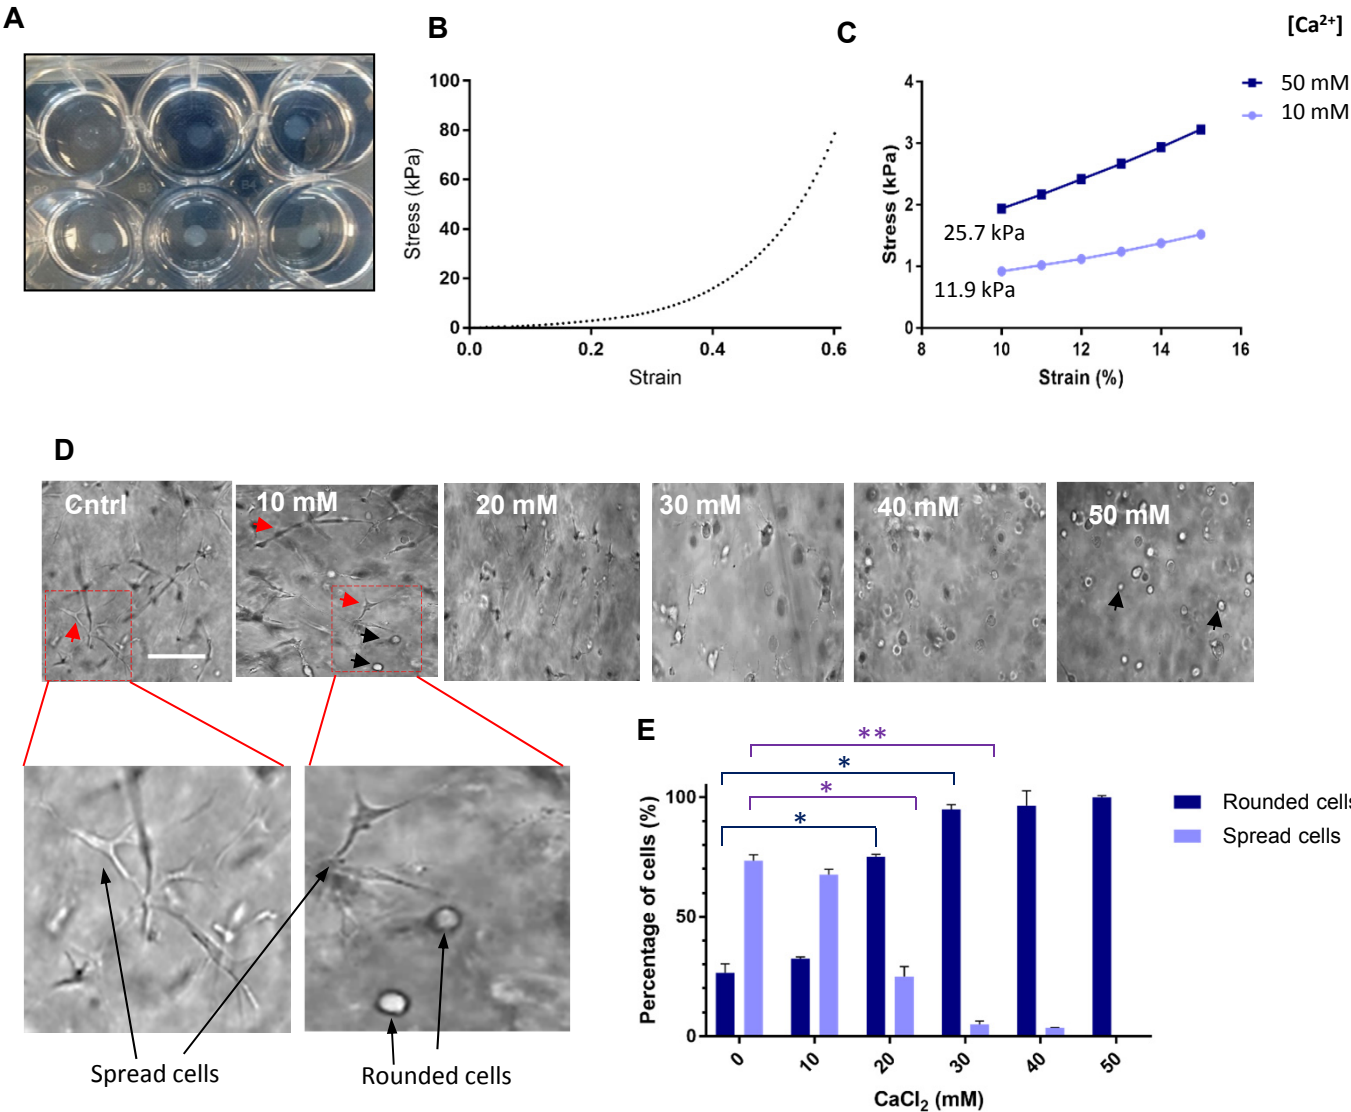 A
B
C
[Ca²⁺]
50 mM
10 mM
B2
B3
B4
100
80
60
40
20
0
Stress (kPa)
0.0
0.2
0.4
0.6
Strain
4
3
2
1
0
Stress (kPa)
25.7 kPa
11.9 kPa
8
10
12
14
16
Strain (%)
D
Cntrl
10 mM
20 mM
30 mM
40 mM
50 mM
Spread cells
Rounded cells
E
**
*
*
*
Rounded cells
Spread cells
Percentage of cells (%)
100
50
0
0
10
20
30
40
50
CaCl₂ (mM)